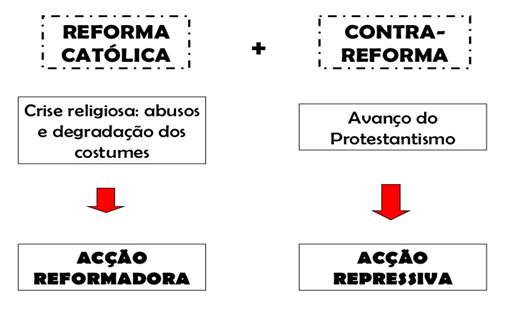 REFORMA
CATÓLICA
+
CONTRA-
REFORMA
Crise religiosa: abusos
e degradação dos
costumes
Avanço do
Protestantismo
ACÇÃO
REFORMADORA
ACÇÃO
REPRESSIVA